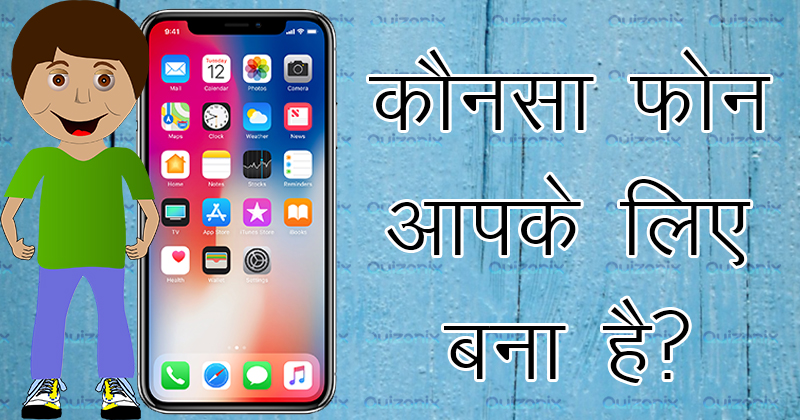 9:41
Mail
Tuesday
12
Calendar
Photos
Camera
Maps
Clock
Weather
News
Home
Notes
Stocks
Reminders
TV
App Store
iTunes Store
iBooks
Health
Wallet
Settings
कौनसा फोन
आपके लिए
बना है?
Quizonix